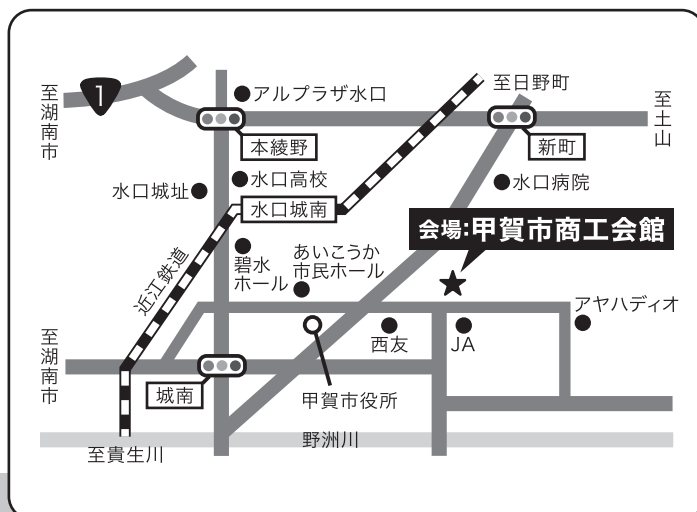 至日野町
至湖南市
1
アルプラザ水口
至土山
本綾野
新町
水口城址
水口高校
水口病院
水口城南
会場:甲賀市商工会館
近江鉄道
碧水
ホール
あいこうか
市民ホール
アヤハディオ
至湖南市
西友
JA
城南
甲賀市役所
野洲川
至貴生川